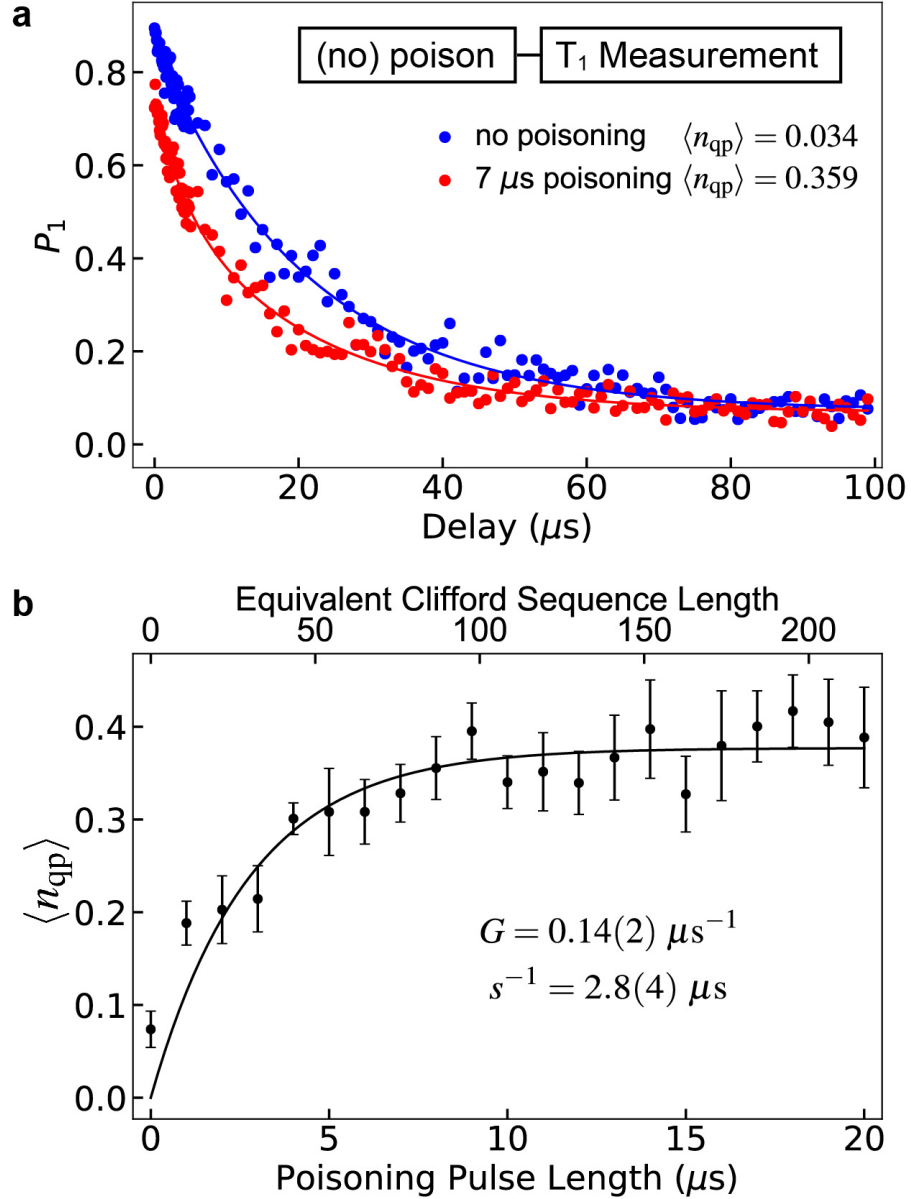 a
(no) poison
T₁ Measurement
no poisoning ⟨n_qp⟩ = 0.034
7 μs poisoning ⟨n_qp⟩ = 0.359
P₁
0.8
0.6
0.4
0.2
0.0
0 20 40 60 80 100
Delay (μs)
b
Equivalent Clifford Sequence Length
0 50 100 150 200
⟨n_qp⟩
0.4
0.3
0.2
0.1
0.0
G = 0.14(2) μs⁻¹
s⁻¹ = 2.8(4) μs
0 5 10 15 20
Poisoning Pulse Length (μs)